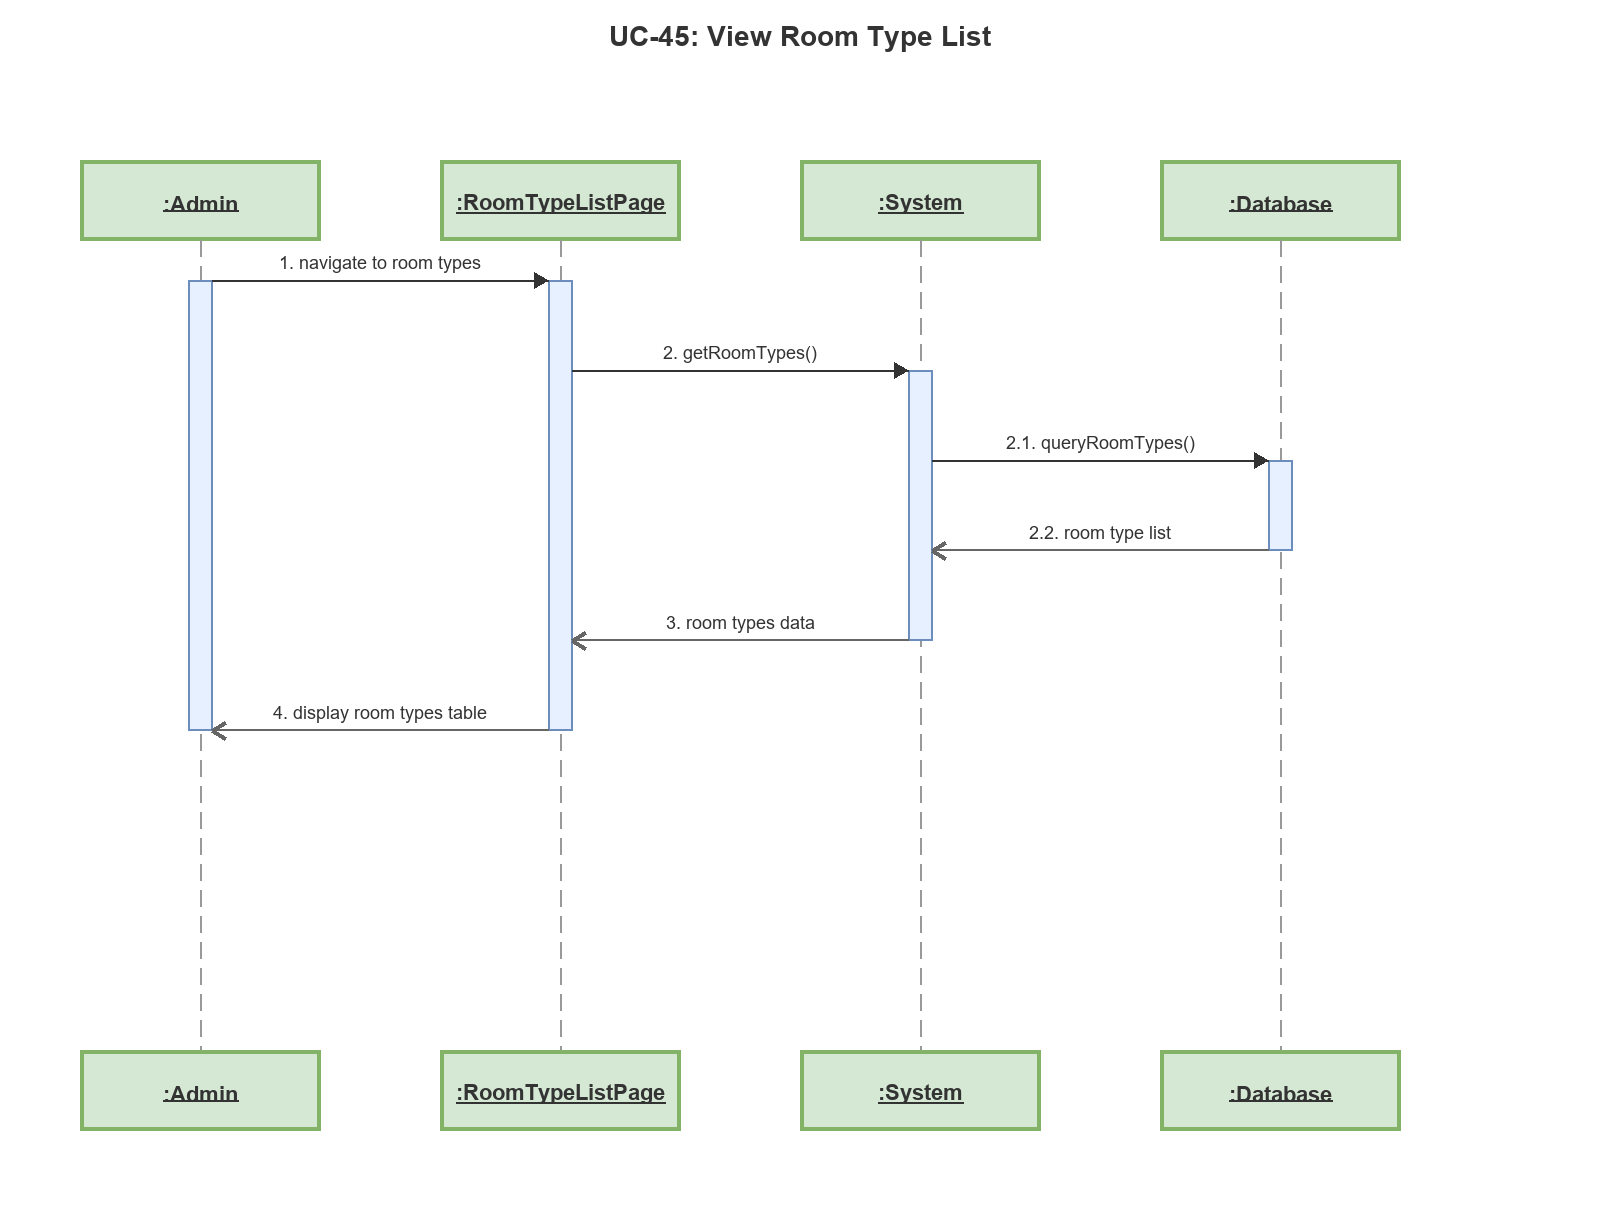 UC-45: View Room Type List
:Admin
:RoomTypeListPage
:System
:Database
1. navigate to room types
2. getRoomTypes()
2.1. queryRoomTypes()
2.2. room type list
3. room types data
4. display room types table
:Admin
:RoomTypeListPage
:System
:Database